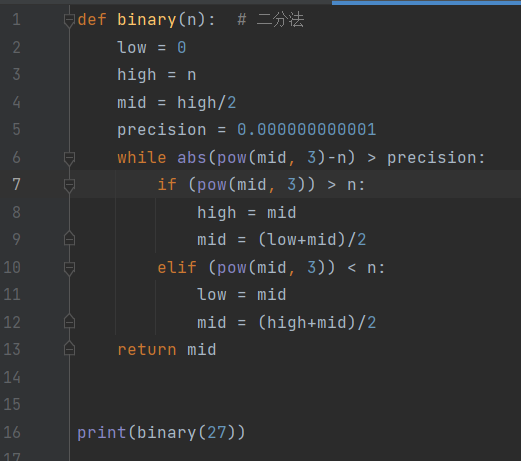 1 def binary(n):  # 二分法
2     low = 0
3     high = n
4     mid = high/2
5     precision = 0.000000000001
6     while abs(pow(mid, 3)-n) > precision:
7         if (pow(mid, 3)) > n:
8             high = mid
9             mid = (low+mid)/2
10         elif (pow(mid, 3)) < n:
11             low = mid
12             mid = (high+mid)/2
13     return mid
14
15
16 print(binary(27))
17